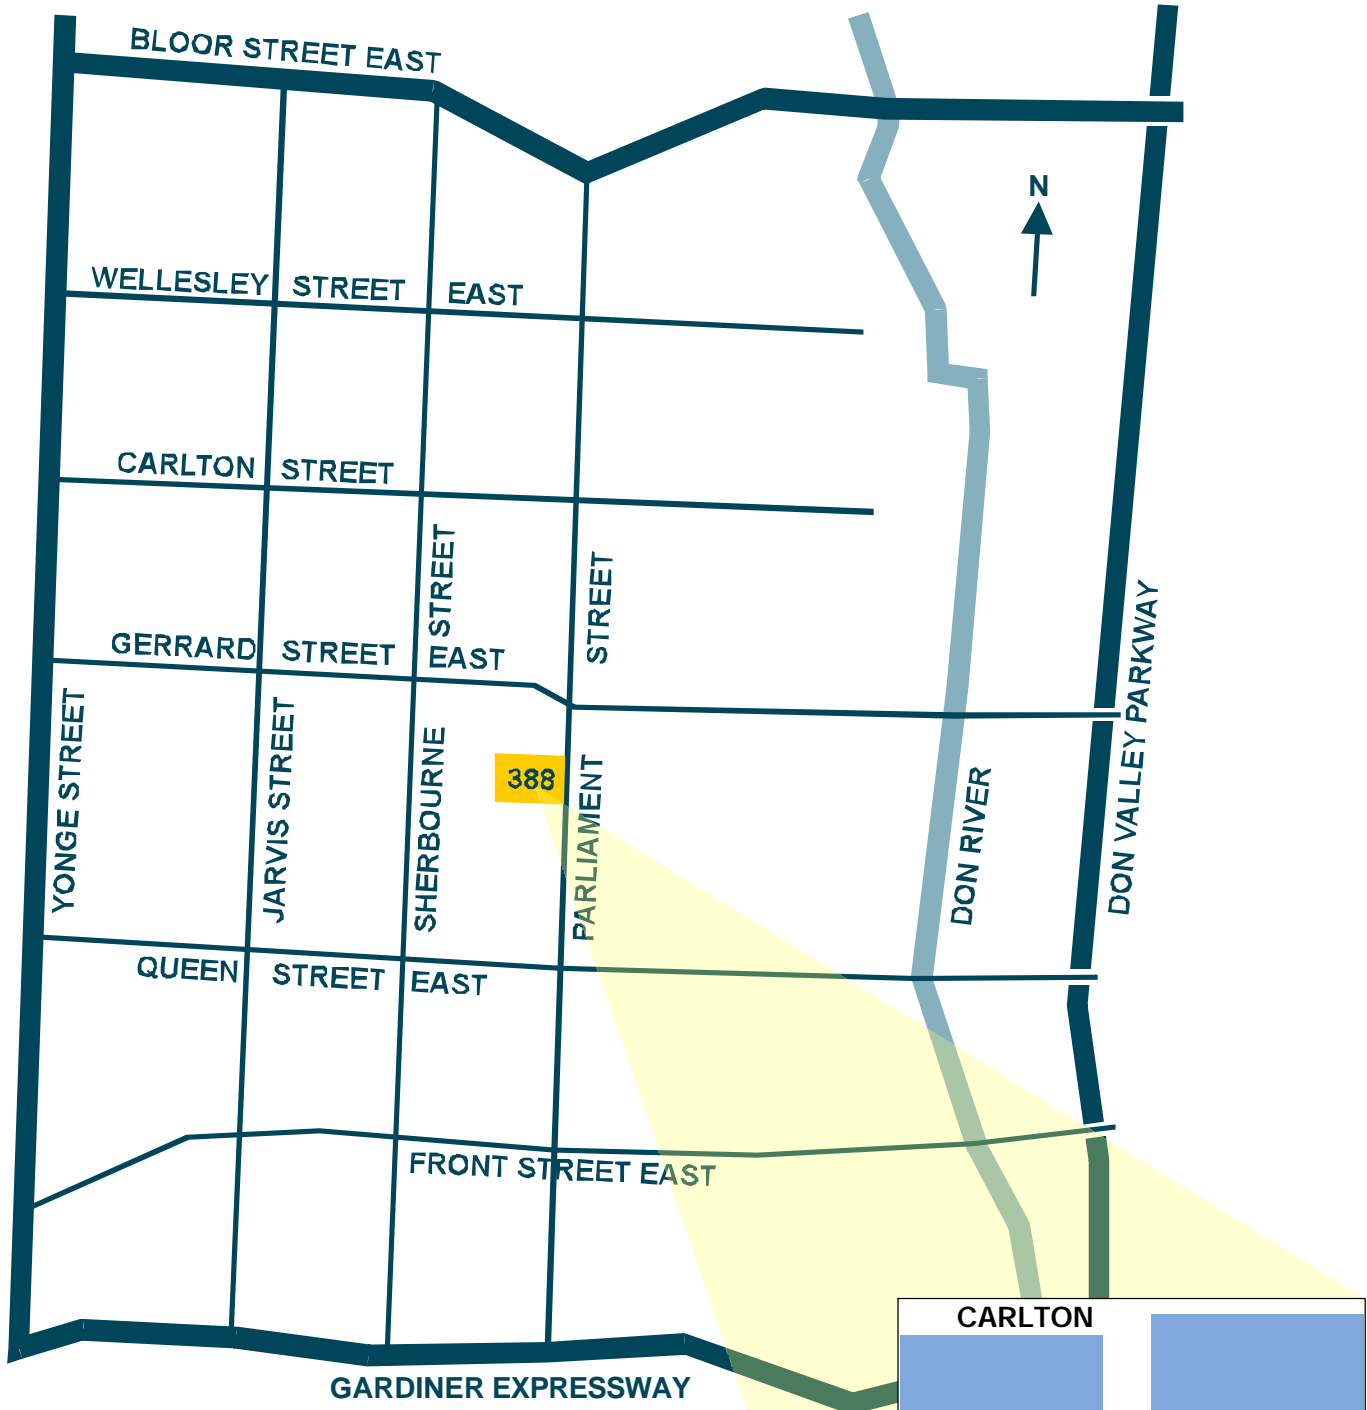 BLOOR STREET EAST
N
WELLESLEY STREET EAST
CARLTON STREET
STREET
STREET
GERRARD STREET EAST
YONGE STREET
JARVIS STREET
SHERBOURNE
388
PARLIAMENT
DON RIVER
DON VALLEY PARKWAY
QUEEN STREET EAST
FRONT STREET EAST
CARLTON
GARDINER EXPRESSWAY